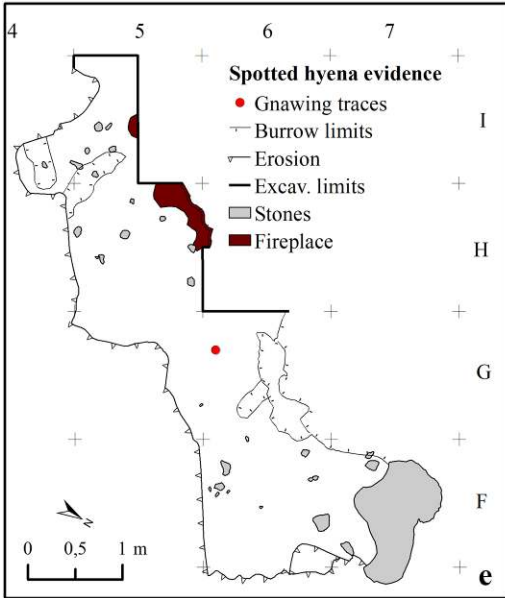 4 5 6 7
Spotted hyena evidence
Gnawing traces
Burrow limits
Erosion
Excav. limits
Stones
Fireplace
I
H
G
F
N
0 0,5 1 m
e